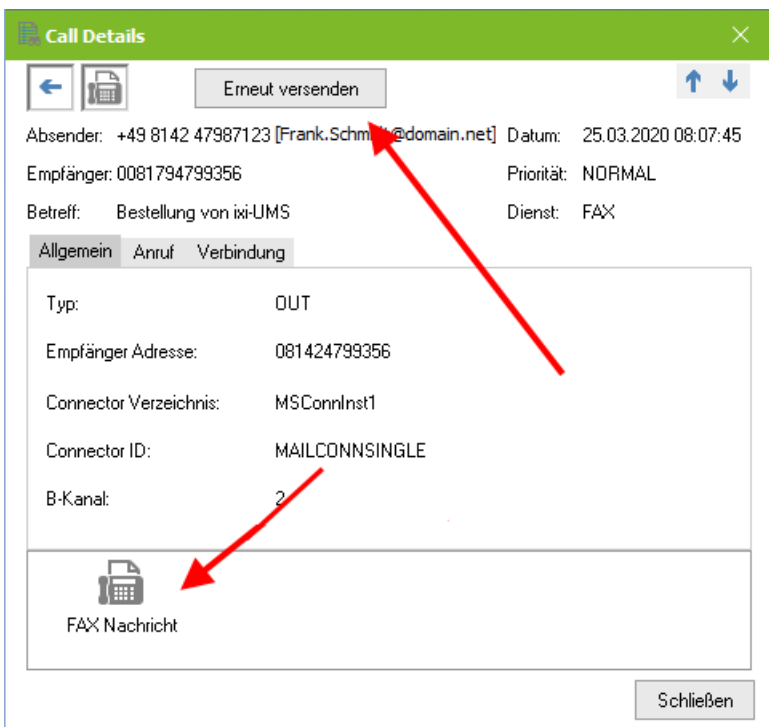 Call Details
Erneut versenden
Absender: +49 8142 47987123 [Frank.Schmidt@domain.net] Datum: 25.03.2020 08:07:45
Empfänger: 0081794799356 Priorität: NORMAL
Betreff: Bestellung von ixi-UMS Dienst: FAX
Allgemein Anruf Verbindung
Typ: OUT
Empfänger Adresse: 081424799356
Connector Verzeichnis: MSConnInst1
Connector ID: MAILCONNSINGLE
B-Kanal: 2
FAX Nachricht
Schließen